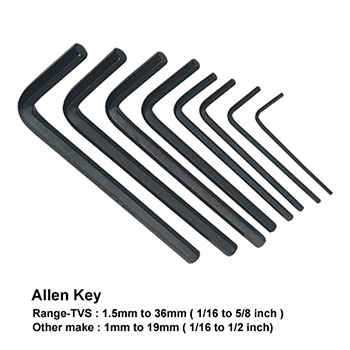 Allen Key
Range-TVS : 1.5mm to 36mm ( 1/16 to 5/8 inch )
Other make : 1mm to 19mm ( 1/16 to 1/2 inch)